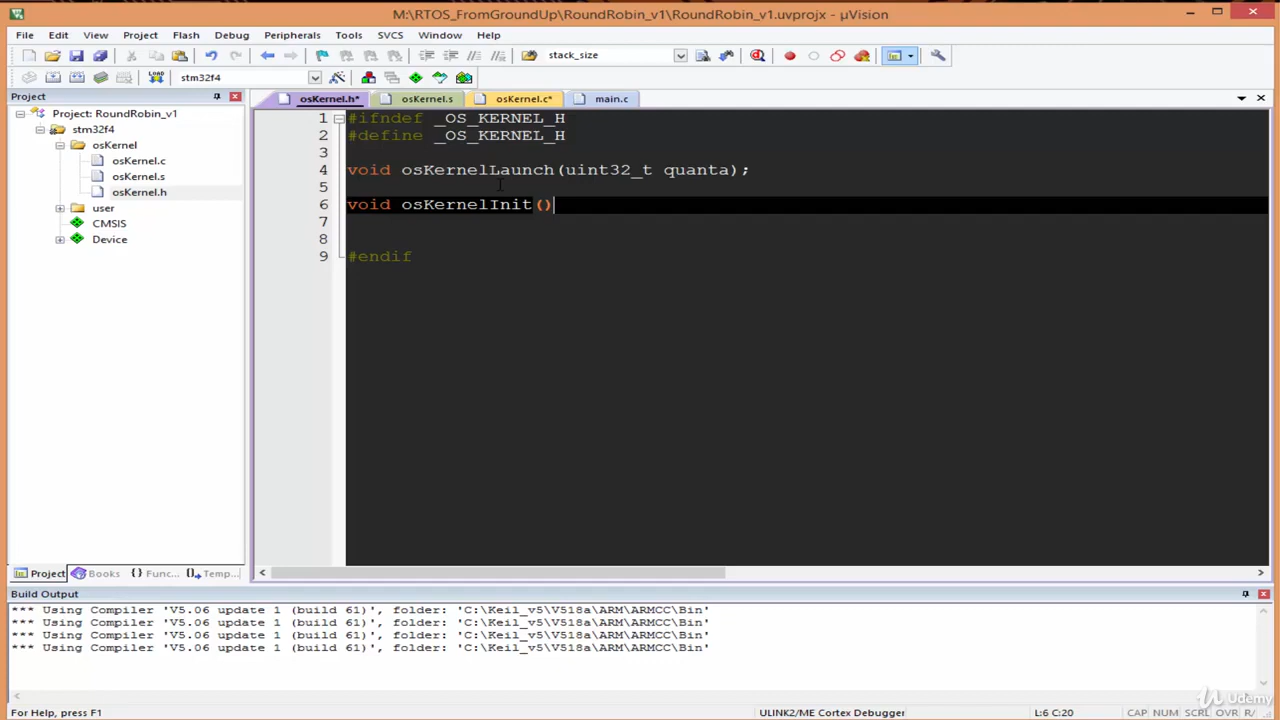 M:\RTOS_FromGroundUp\RoundRobin_v1\RoundRobin_v1.uvprojx - µVision
File Edit View Project Flash Debug Peripherals Tools SVCS Window Help
stack_size
LOAD stm32f4
Project
osKernel.h* osKernel.s osKernel.c* main.c
Project: RoundRobin_v1
stm32f4
osKernel
osKernel.c
osKernel.s
osKernel.h
user
CMSIS
Device
1 #ifndef _OS_KERNEL_H
2 #define _OS_KERNEL_H
3
4 void osKernelLaunch(uint32_t quanta);
5
6 void osKernelInit()
7
8
9 #endif
Project Books {} Func... Temp...
Build Output
*** Using Compiler 'V5.06 update 1 (build 61)', folder: 'C:\Keil_v5\V518a\ARM\ARMCC\Bin'
*** Using Compiler 'V5.06 update 1 (build 61)', folder: 'C:\Keil_v5\V518a\ARM\ARMCC\Bin'
*** Using Compiler 'V5.06 update 1 (build 61)', folder: 'C:\Keil_v5\V518a\ARM\ARMCC\Bin'
*** Using Compiler 'V5.06 update 1 (build 61)', folder: 'C:\Keil_v5\V518a\ARM\ARMCC\Bin'
Udemy
For Help, press F1 ULINK2/ME Cortex Debugger L:6 C:20 CAP NUM SCRL OVR R/